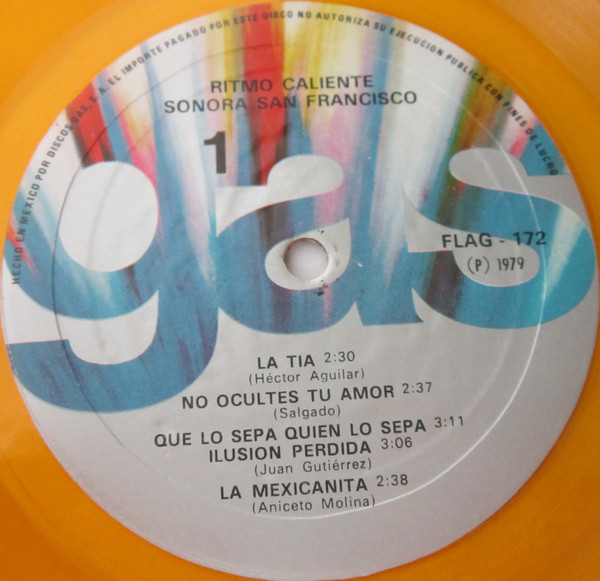 HECHO EN MEXICO POR DISCOS GAS, S.A. EL IMPORTE PAGADO POR ESTE DISCO NO AUTORIZA SU EJECUCION PUBLICA CON FINES DE LUCRO
RITMO CALIENTE
SONORA SAN FRANCISCO
1
gas
FLAG - 172
(P) 1979
LA TIA 2:30
(Héctor Aguilar)
NO OCULTES TU AMOR 2:37
(Salgado)
QUE LO SEPA QUIEN LO SEPA 3:11
ILUSION PERDIDA 3:06
(Juan Gutiérrez)
LA MEXICANITA 2:38
(Aniceto Molina)